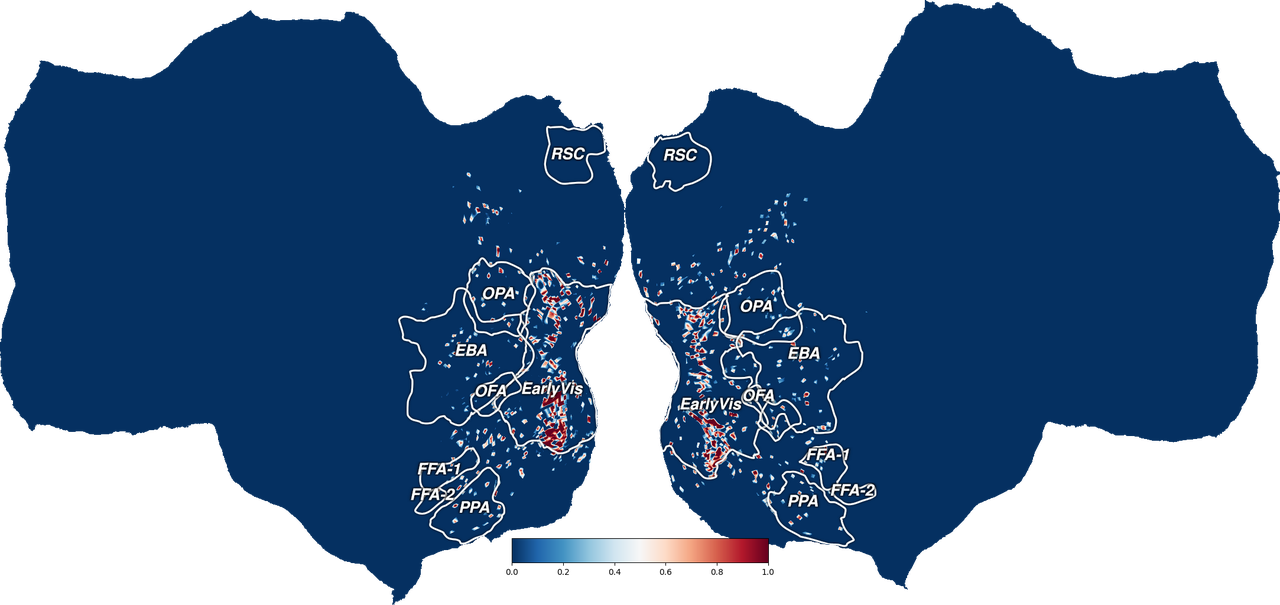 RSC
RSC
OPA
OPA
EBA
EBA
OFA
EarlyVis
EarlyVis
OFA
FFA-1
FFA-1
FFA-2
FFA-2
PPA
PPA
0.0 0.2 0.4 0.6 0.8 1.0